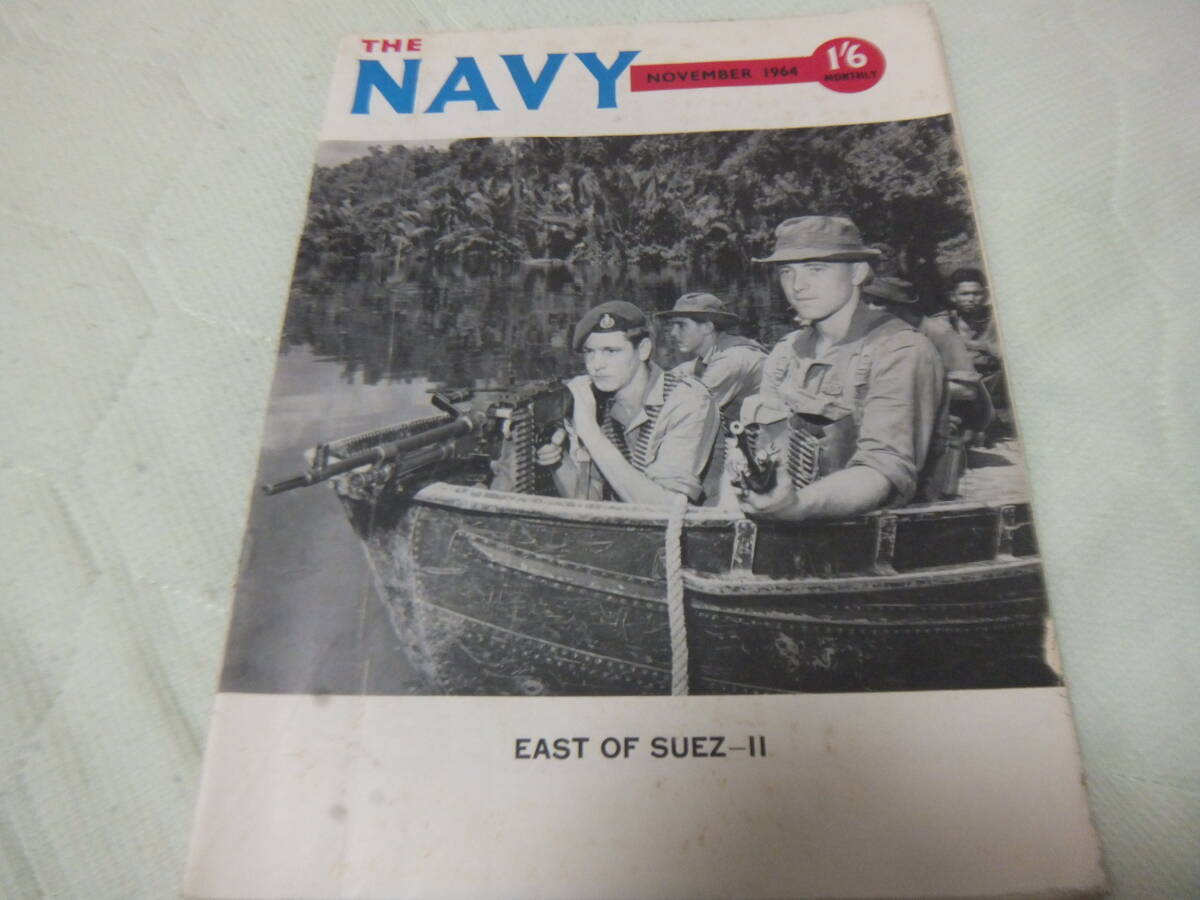 THE
NAVY
NOVEMBER 1964
1'6
MONTHLY
EAST OF SUEZ-II